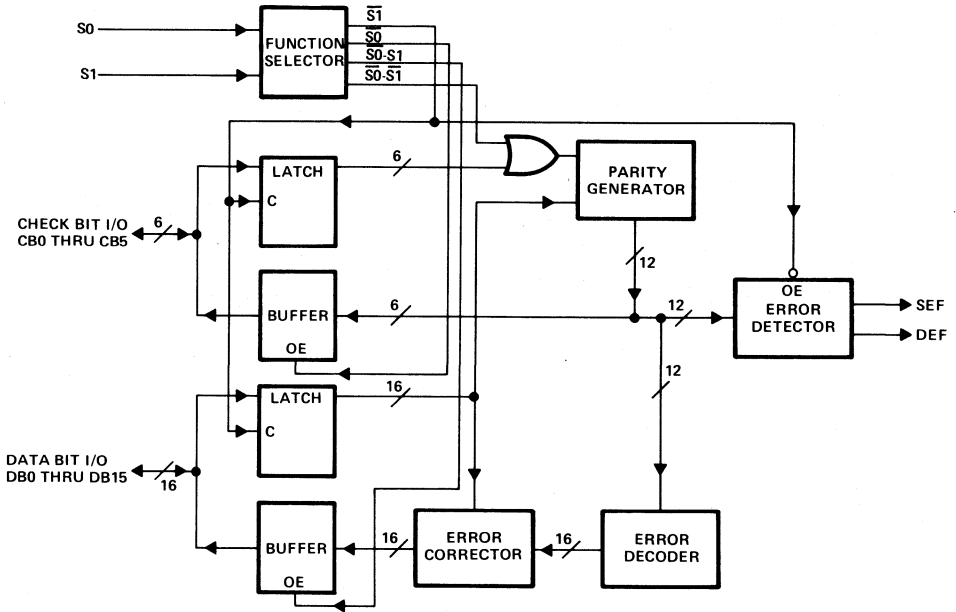 S0
S1
FUNCTION
SELECTOR
S̅1̅
S̅0̅
S̅0̅·S1
S̅0̅·S̅1̅
LATCH
C
6
PARITY
GENERATOR
CHECK BIT I/O
CB0 THRU CB5
6
12
BUFFER
OE
6
12
OE
ERROR
DETECTOR
SEF
DEF
12
LATCH
C
16
DATA BIT I/O
DB0 THRU DB15
16
BUFFER
OE
16
ERROR
CORRECTOR
16
ERROR
DECODER